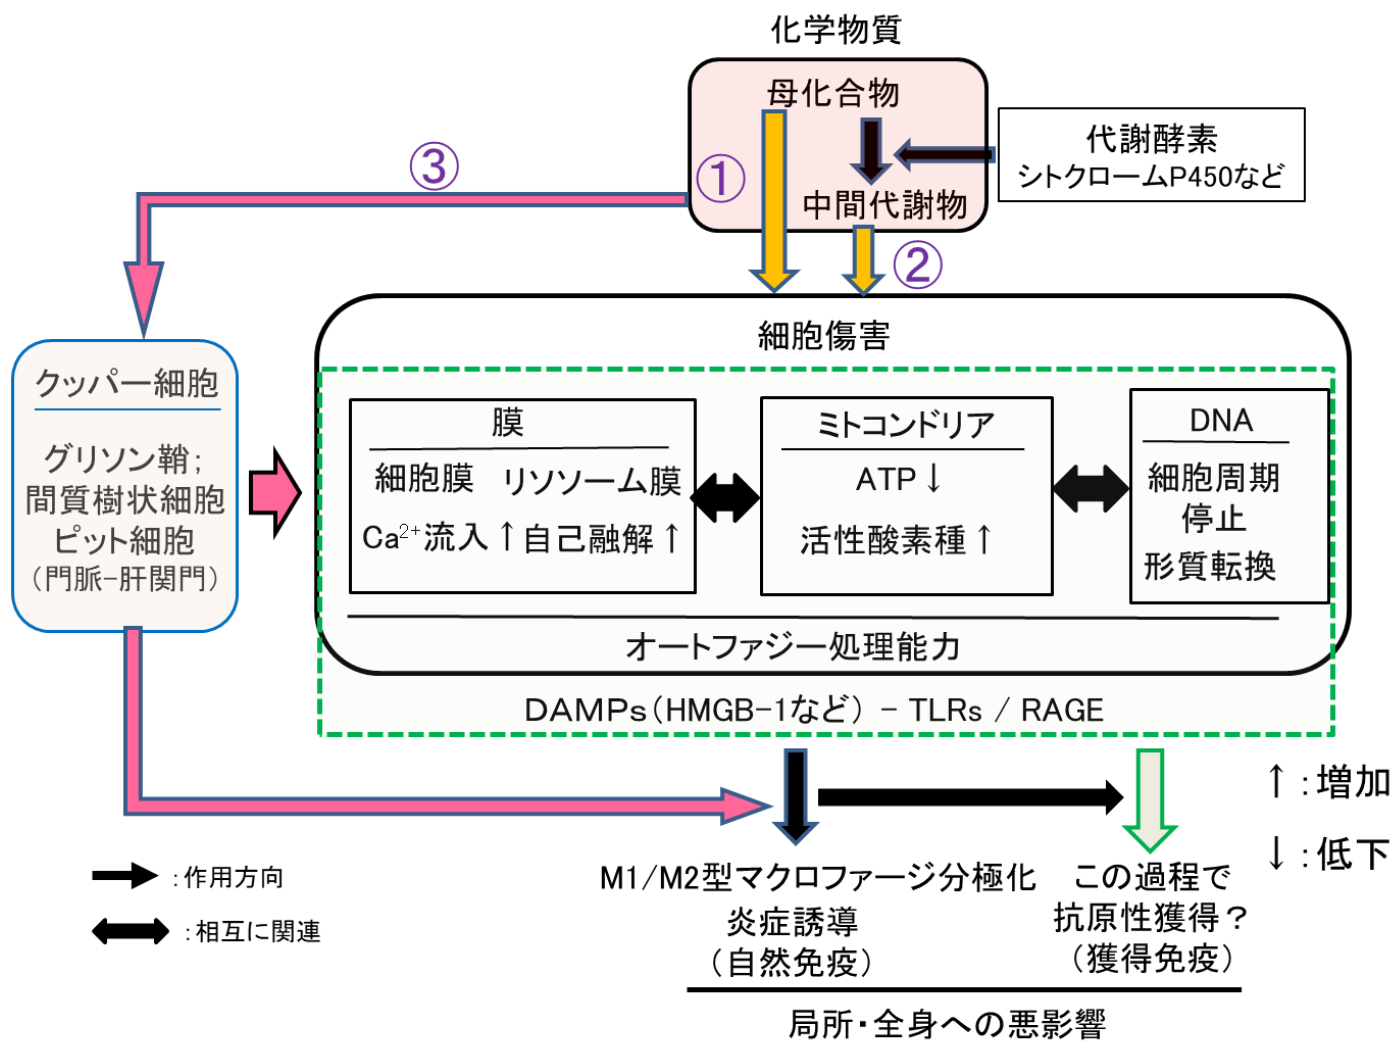 化学物質
母化合物
代謝酵素
シトクロームP450など
中間代謝物
①
②
③
細胞傷害
クッパー細胞
グリソン鞘;
間質樹状細胞
ピット細胞
(門脈-肝関門)
膜
細胞膜 リソソーム膜
Ca²⁺流入↑ 自己融解↑
ミトコンドリア
ATP↓
活性酸素種↑
DNA
細胞周期
停止
形質転換
オートファジー処理能力
DAMPs(HMGB-1など) - TLRs / RAGE
↑:増加
↓:低下
:作用方向
:相互に関連
M1/M2型マクロファージ分極化
炎症誘導
(自然免疫)
この過程で
抗原性獲得?
(獲得免疫)
局所・全身への悪影響